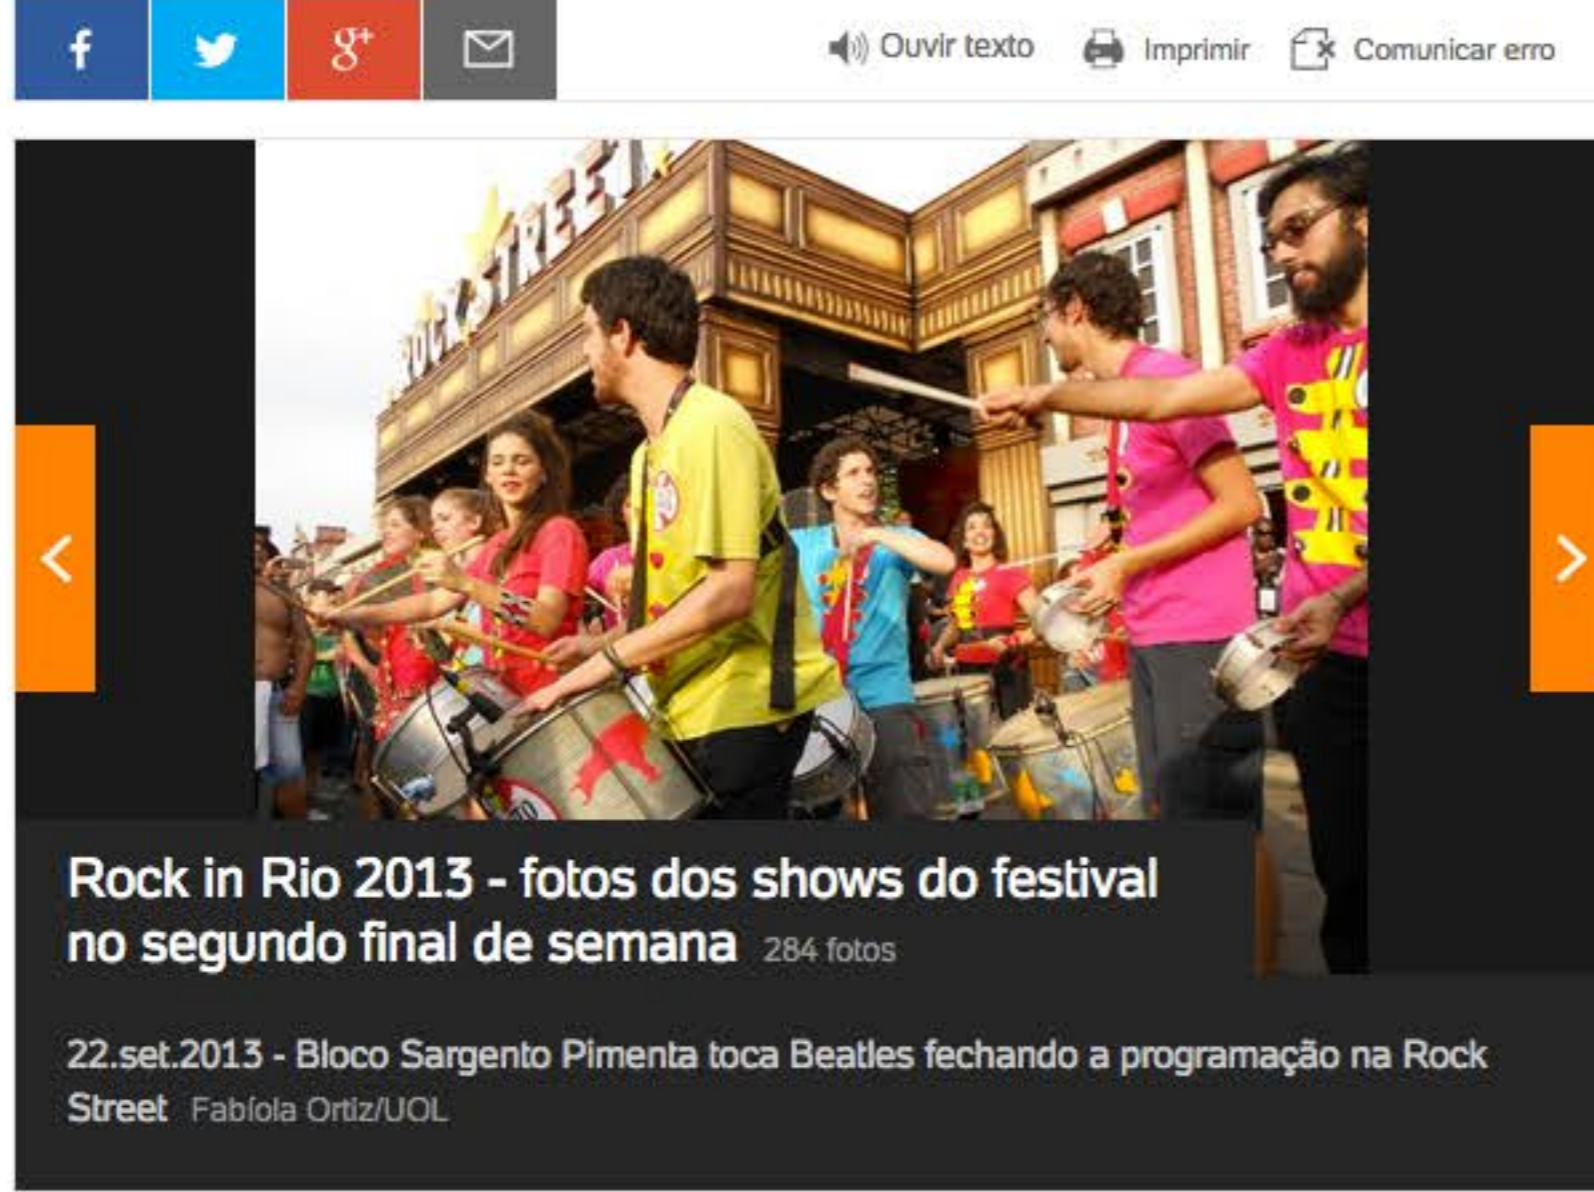 f
g+
Ouvir texto
Imprimir
Comunicar erro
ROCK STREET
Rock in Rio 2013 - fotos dos shows do festival
no segundo final de semana 284 fotos
22.set.2013 - Bloco Sargento Pimenta toca Beatles fechando a programação na Rock
Street Fabíola Ortiz/UOL